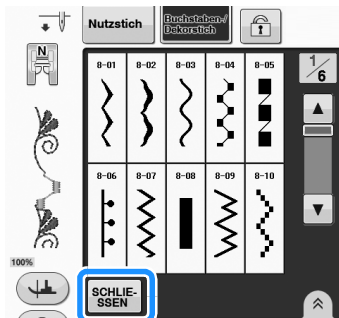 Nutzstich
Buchstaben-/
Dekorstich
N
8-01 8-02 8-03 8-04 8-05
1/6
8-06 8-07 8-08 8-09 8-10
100%
SCHLIE-
SSEN